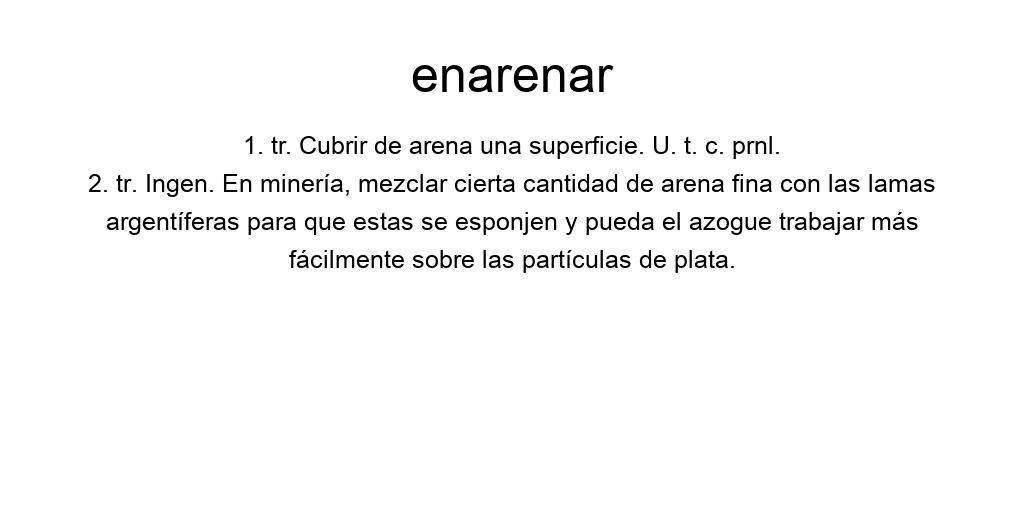 enarenar
1. tr. Cubrir de arena una superficie. U. t. c. prnl.
2. tr. Ingen. En minería, mezclar cierta cantidad de arena fina con las lamas
argentíferas para que estas se esponjen y pueda el azogue trabajar más
fácilmente sobre las partículas de plata.